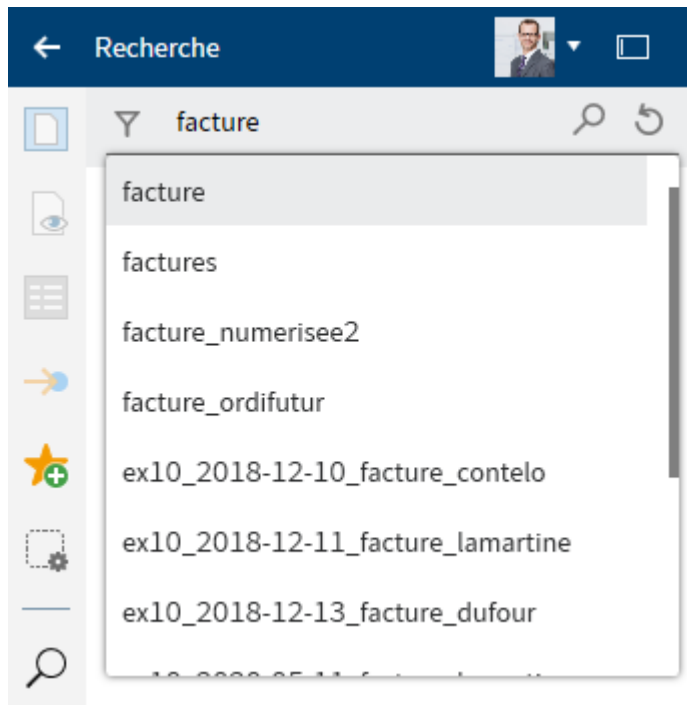 Recherche
facture
facture
factures
facture_numerisee2
facture_ordifutur
ex10_2018-12-10_facture_contelo
ex10_2018-12-11_facture_lamartine
ex10_2018-12-13_facture_dufour